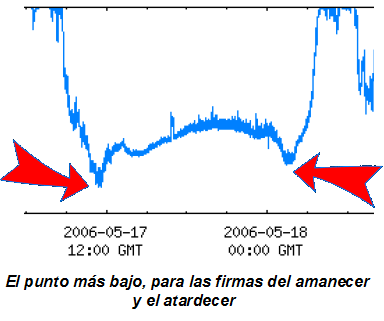 2006-05-17 2006-05-18
12:00 GMT 00:00 GMT
El punto más bajo, para las firmas del amanecer
y el atardecer